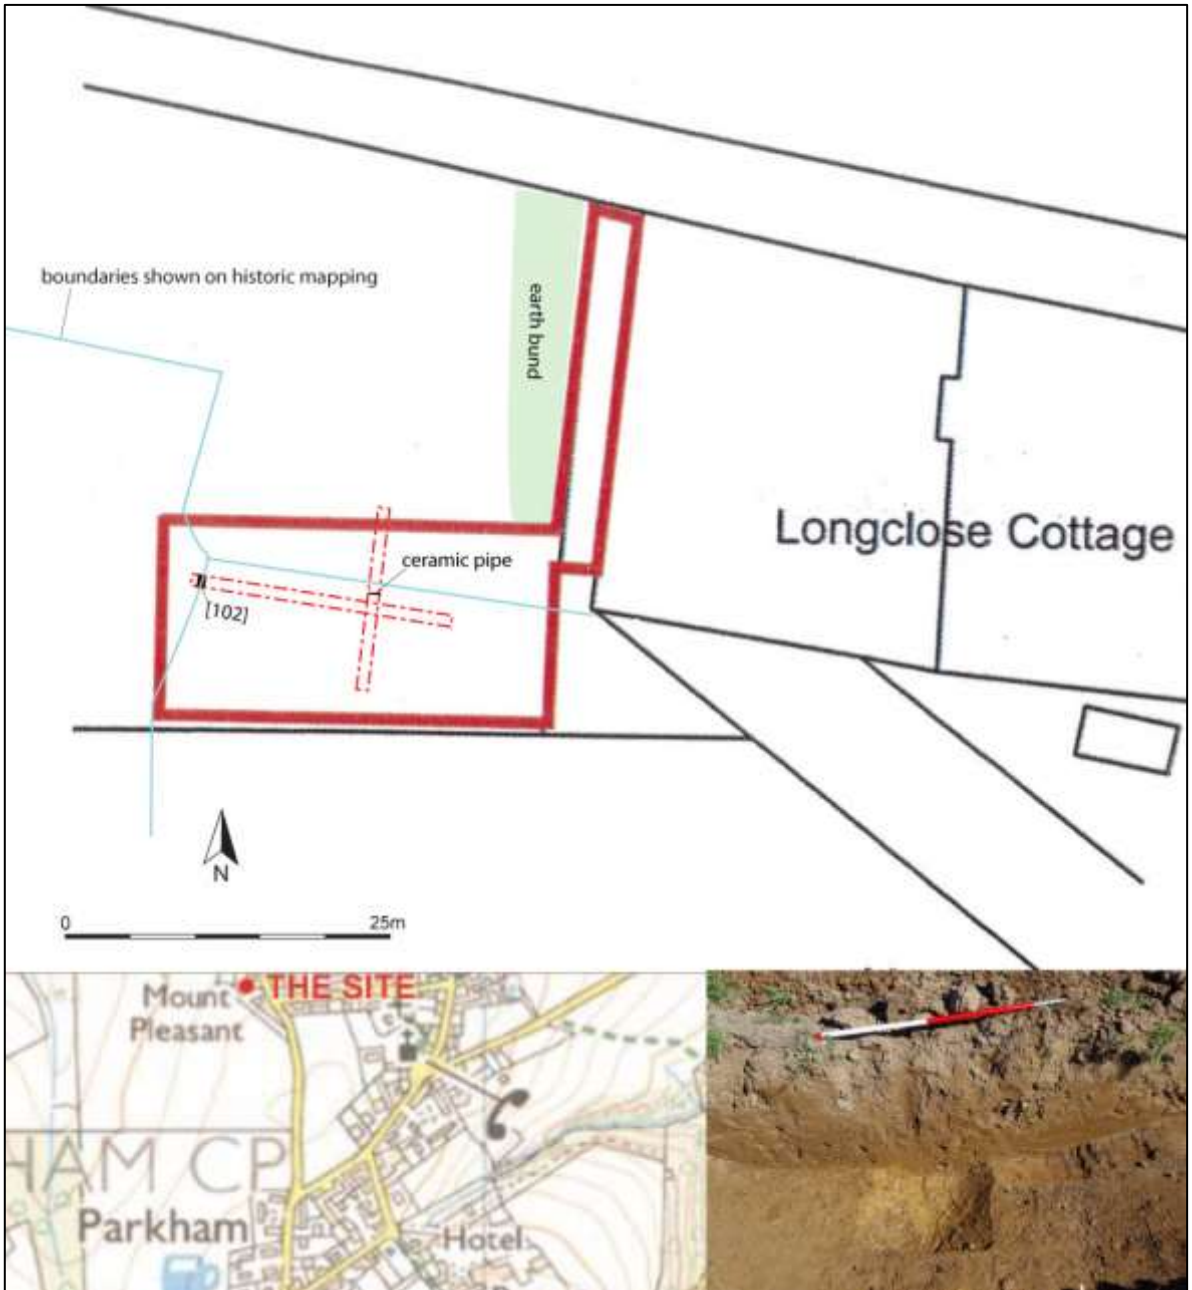 boundaries shown on historic mapping
earth bund
Longclose Cottage
ceramic pipe
[102]
N
0 25m
Mount
Pleasant
THE SITE
HAM CP
Parkham
Hotel